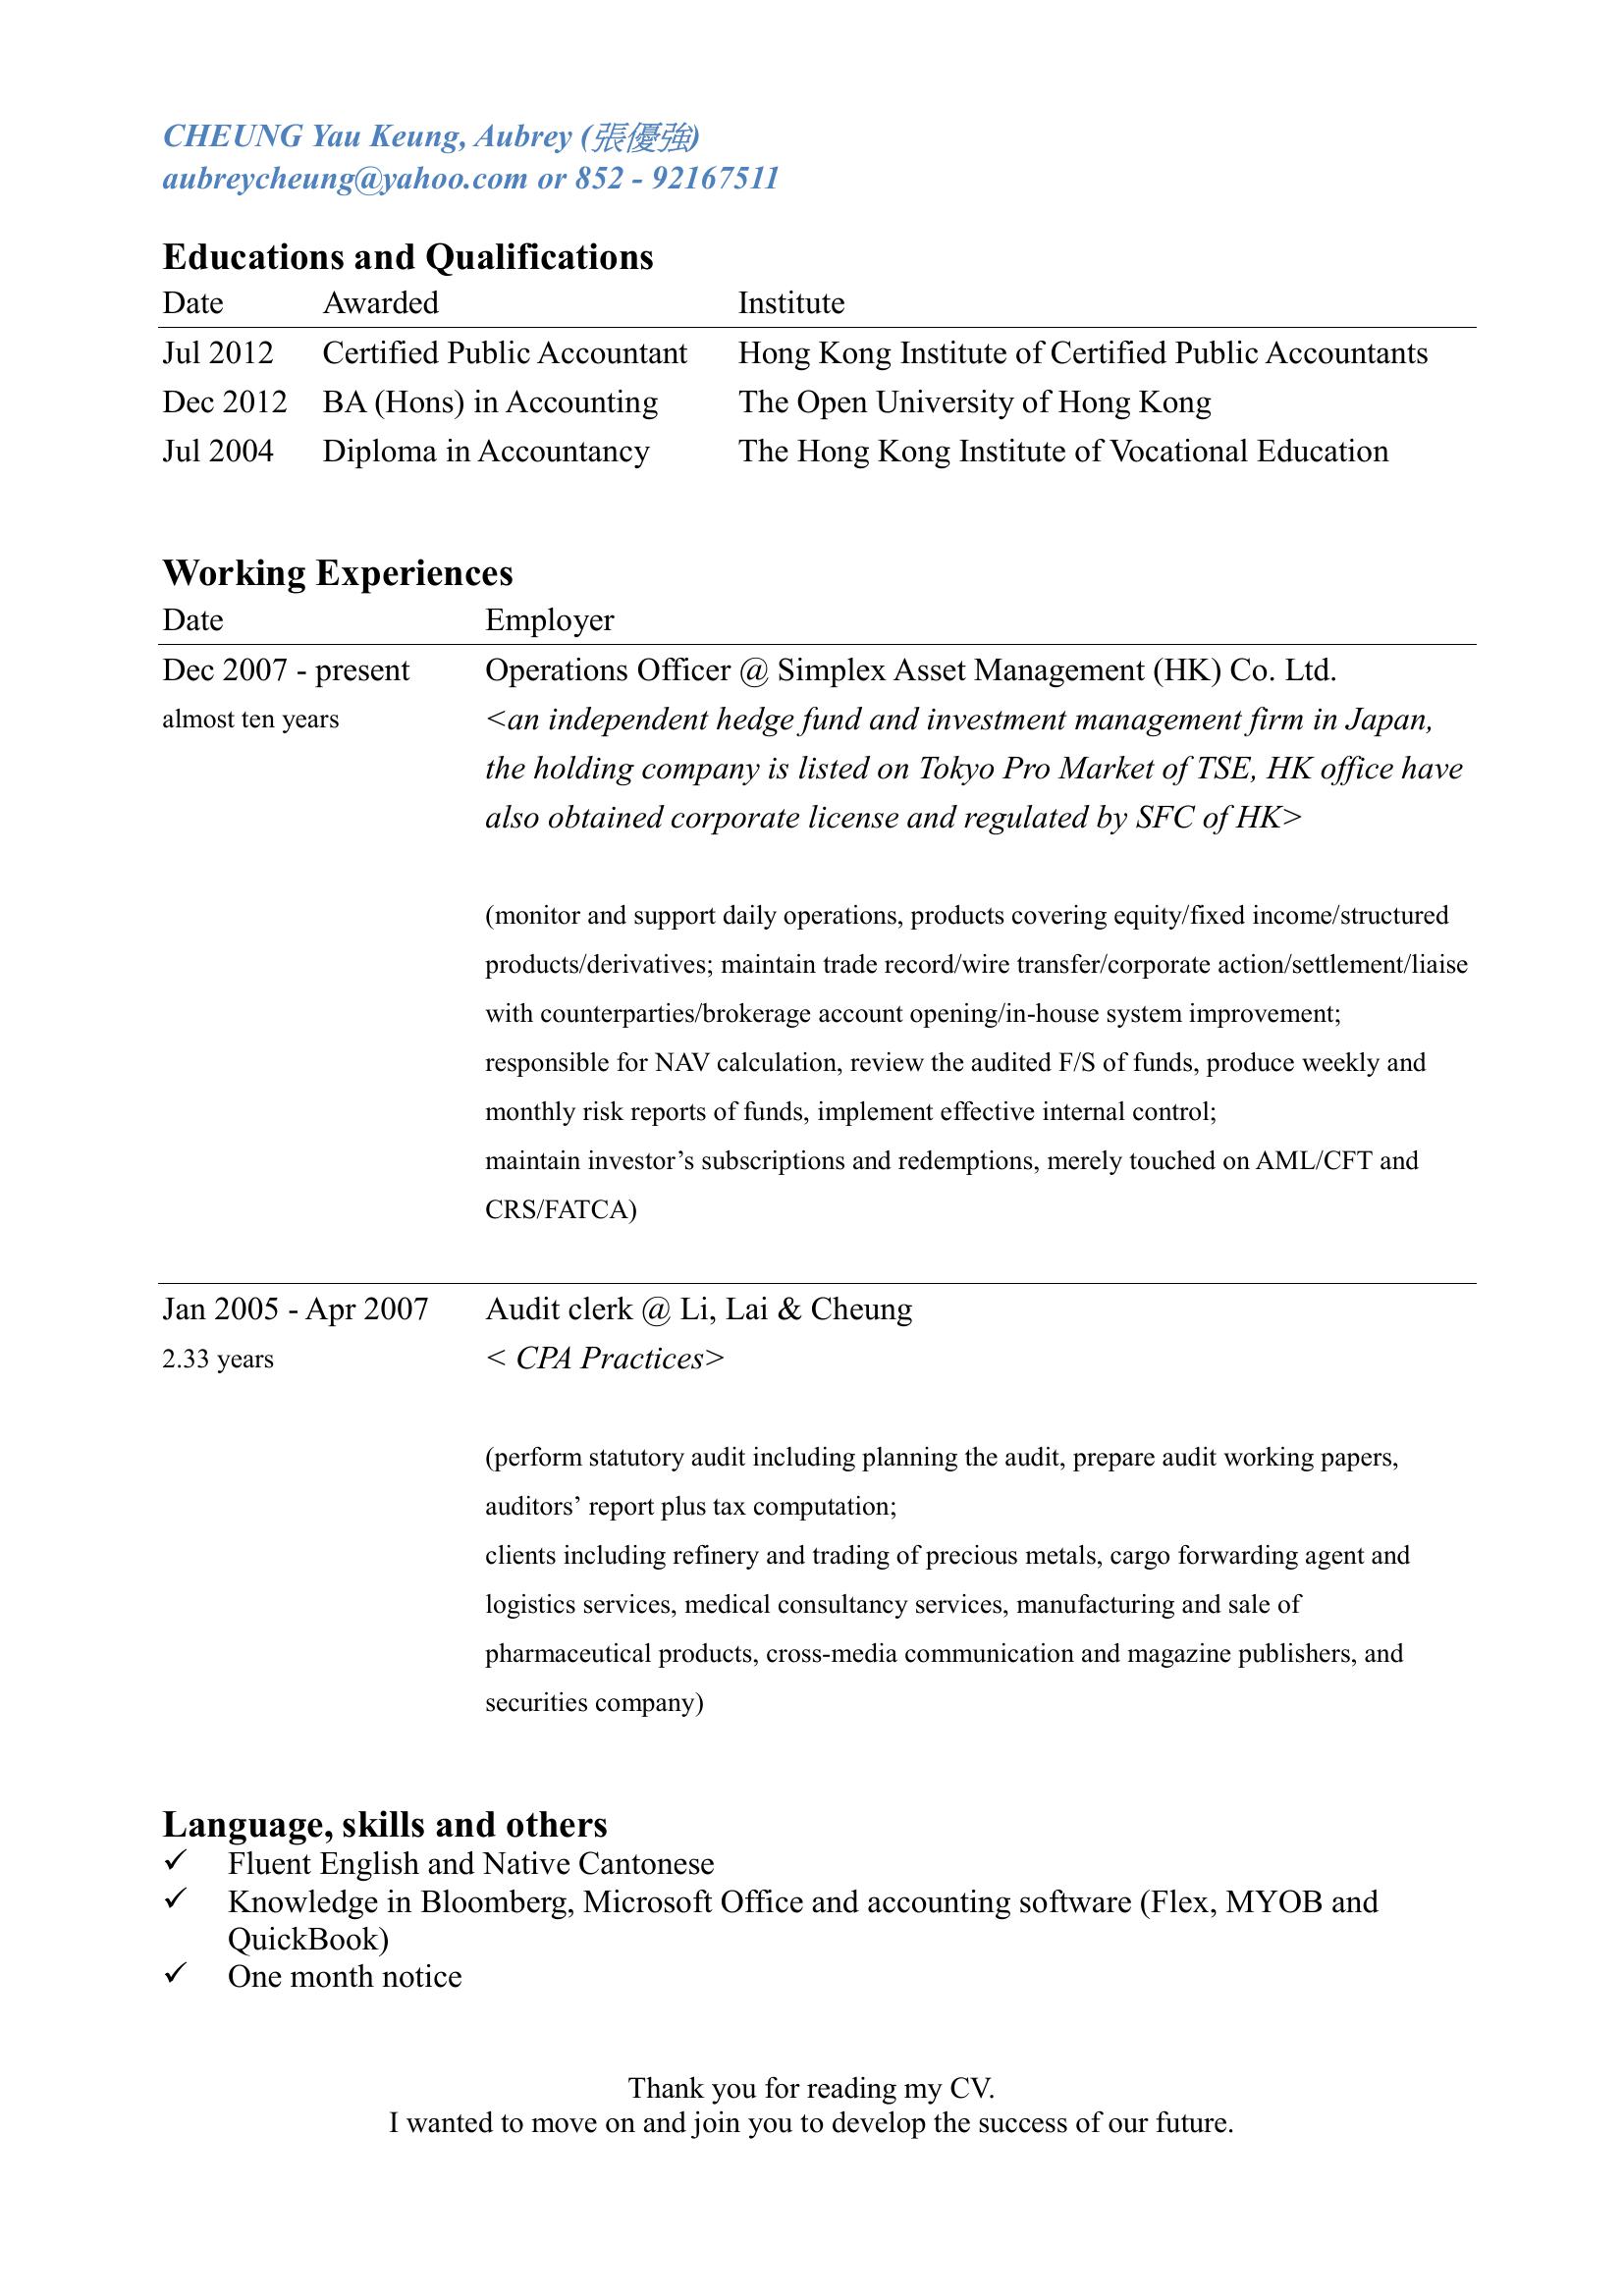 CHEUNG Yau Keung, Aubrey (張優強)
aubreycheung@yahoo.com or 852 - 92167511
Educations and Qualifications
Date Awarded Institute
Jul 2012 Certified Public Accountant Hong Kong Institute of Certified Public Accountants
Dec 2012 BA (Hons) in Accounting The Open University of Hong Kong
Jul 2004 Diploma in Accountancy The Hong Kong Institute of Vocational Education
Working Experiences
Date Employer
Dec 2007 - present Operations Officer @ Simplex Asset Management (HK) Co. Ltd.
almost ten years <an independent hedge fund and investment management firm in Japan,
the holding company is listed on Tokyo Pro Market of TSE, HK office have
also obtained corporate license and regulated by SFC of HK>
(monitor and support daily operations, products covering equity/fixed income/structured
products/derivatives; maintain trade record/wire transfer/corporate action/settlement/liaise
with counterparties/brokerage account opening/in-house system improvement;
responsible for NAV calculation, review the audited F/S of funds, produce weekly and
monthly risk reports of funds, implement effective internal control;
maintain investor’s subscriptions and redemptions, merely touched on AML/CFT and
CRS/FATCA)
Jan 2005 - Apr 2007 Audit clerk @ Li, Lai & Cheung
2.33 years < CPA Practices>
(perform statutory audit including planning the audit, prepare audit working papers,
auditors’ report plus tax computation;
clients including refinery and trading of precious metals, cargo forwarding agent and
logistics services, medical consultancy services, manufacturing and sale of
pharmaceutical products, cross-media communication and magazine publishers, and
securities company)
Language, skills and others
✓ Fluent English and Native Cantonese
✓ Knowledge in Bloomberg, Microsoft Office and accounting software (Flex, MYOB and
QuickBook)
✓ One month notice
Thank you for reading my CV.
I wanted to move on and join you to develop the success of our future.